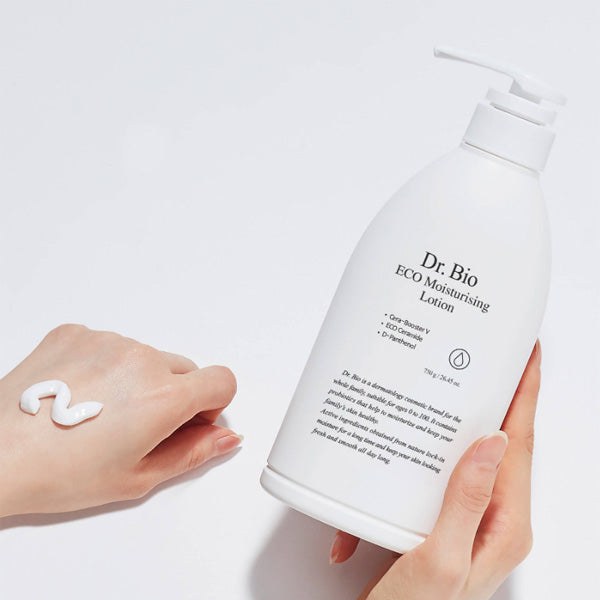 Dr. Bio
ECO Moisturising
Lotion
• Cera-Booster V
• ECO Ceramide
• D-Panthenol
750 g / 26.45 oz.
Dr. Bio is a dermatology cosmetic brand for the
whole family, suitable for ages 0 to 100. It contains
probiotics that help to moisturize and keep your
family's skin healthy.
Active ingredients obtained from nature lock-in
moisture for a long time and keep your skin looking
fresh and smooth all day long.